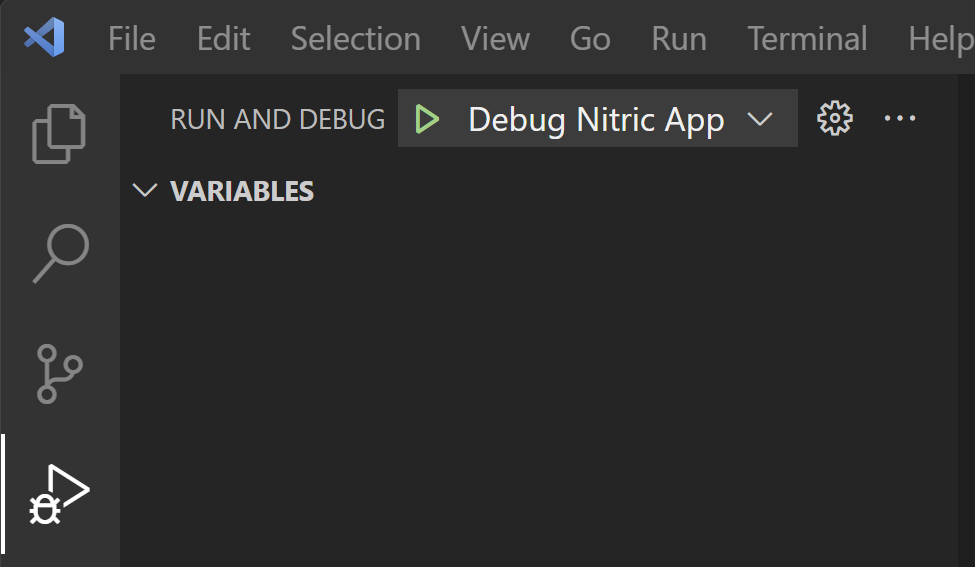 File Edit Selection View Go Run Terminal Help
RUN AND DEBUG Debug Nitric App
VARIABLES